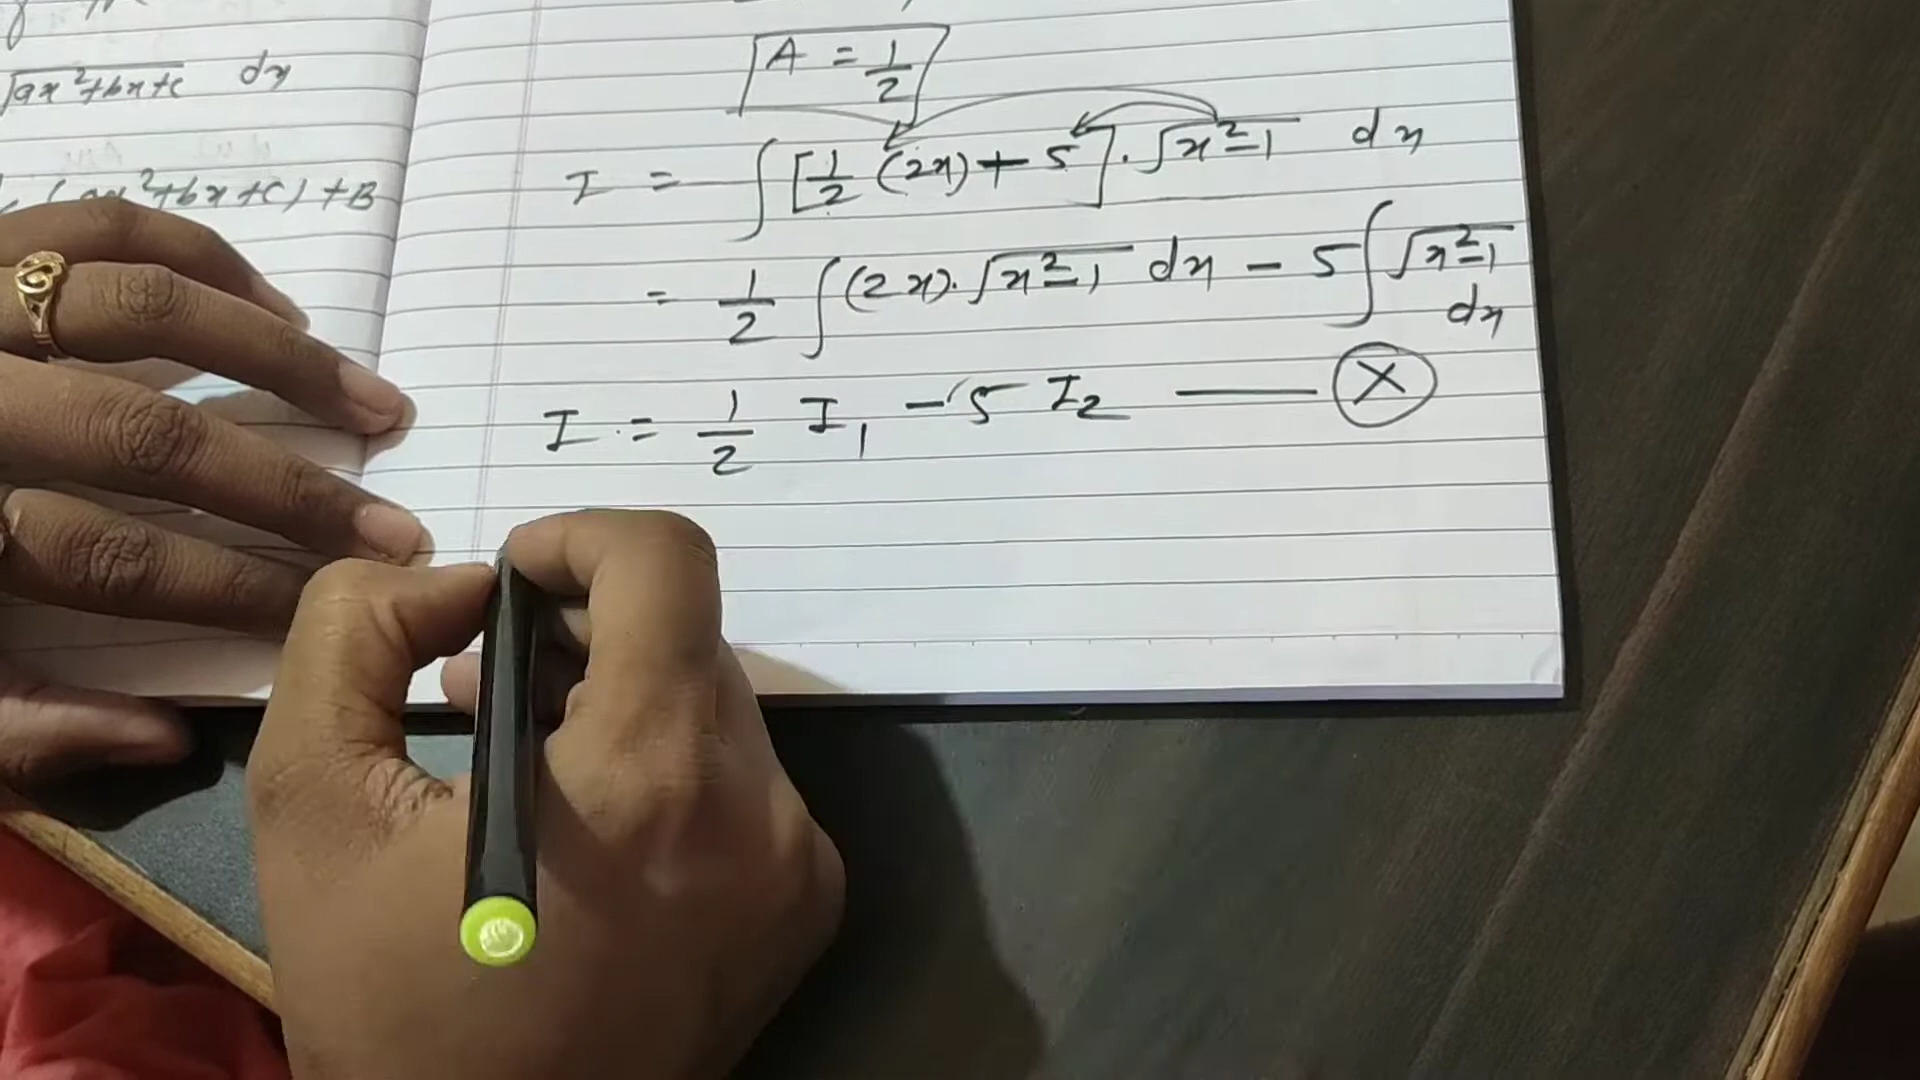 √ax²+bx+c dx
(ax²+bx+c)+B
A = 1/2
I = ∫[1/2 (2x)+5].√x²-1 dx
= 1/2 ∫(2x).√x²-1 dx - 5∫√x²-1 dx
I = 1/2 I₁ - 5 I₂ —— Ⓧ